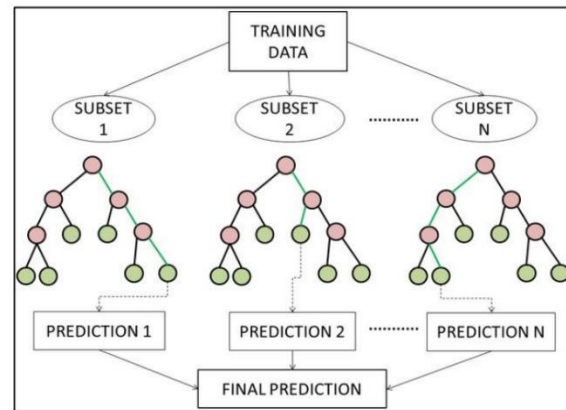 TRAINING
DATA
SUBSET
1
SUBSET
2
SUBSET
N
PREDICTION 1
PREDICTION 2
PREDICTION N
FINAL PREDICTION